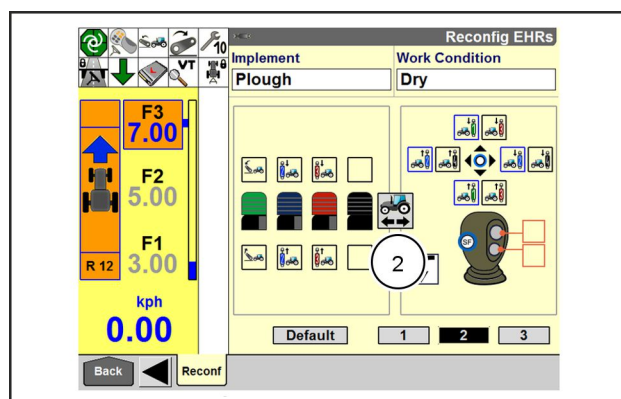 Reconfig EHRs
10
VT
Implement
Work Condition
Plough
Dry
F3
7.00
F2
5.00
F1
3.00
R 12
kph
0.00
SF
2
Default
1
2
3
Back
Reconf